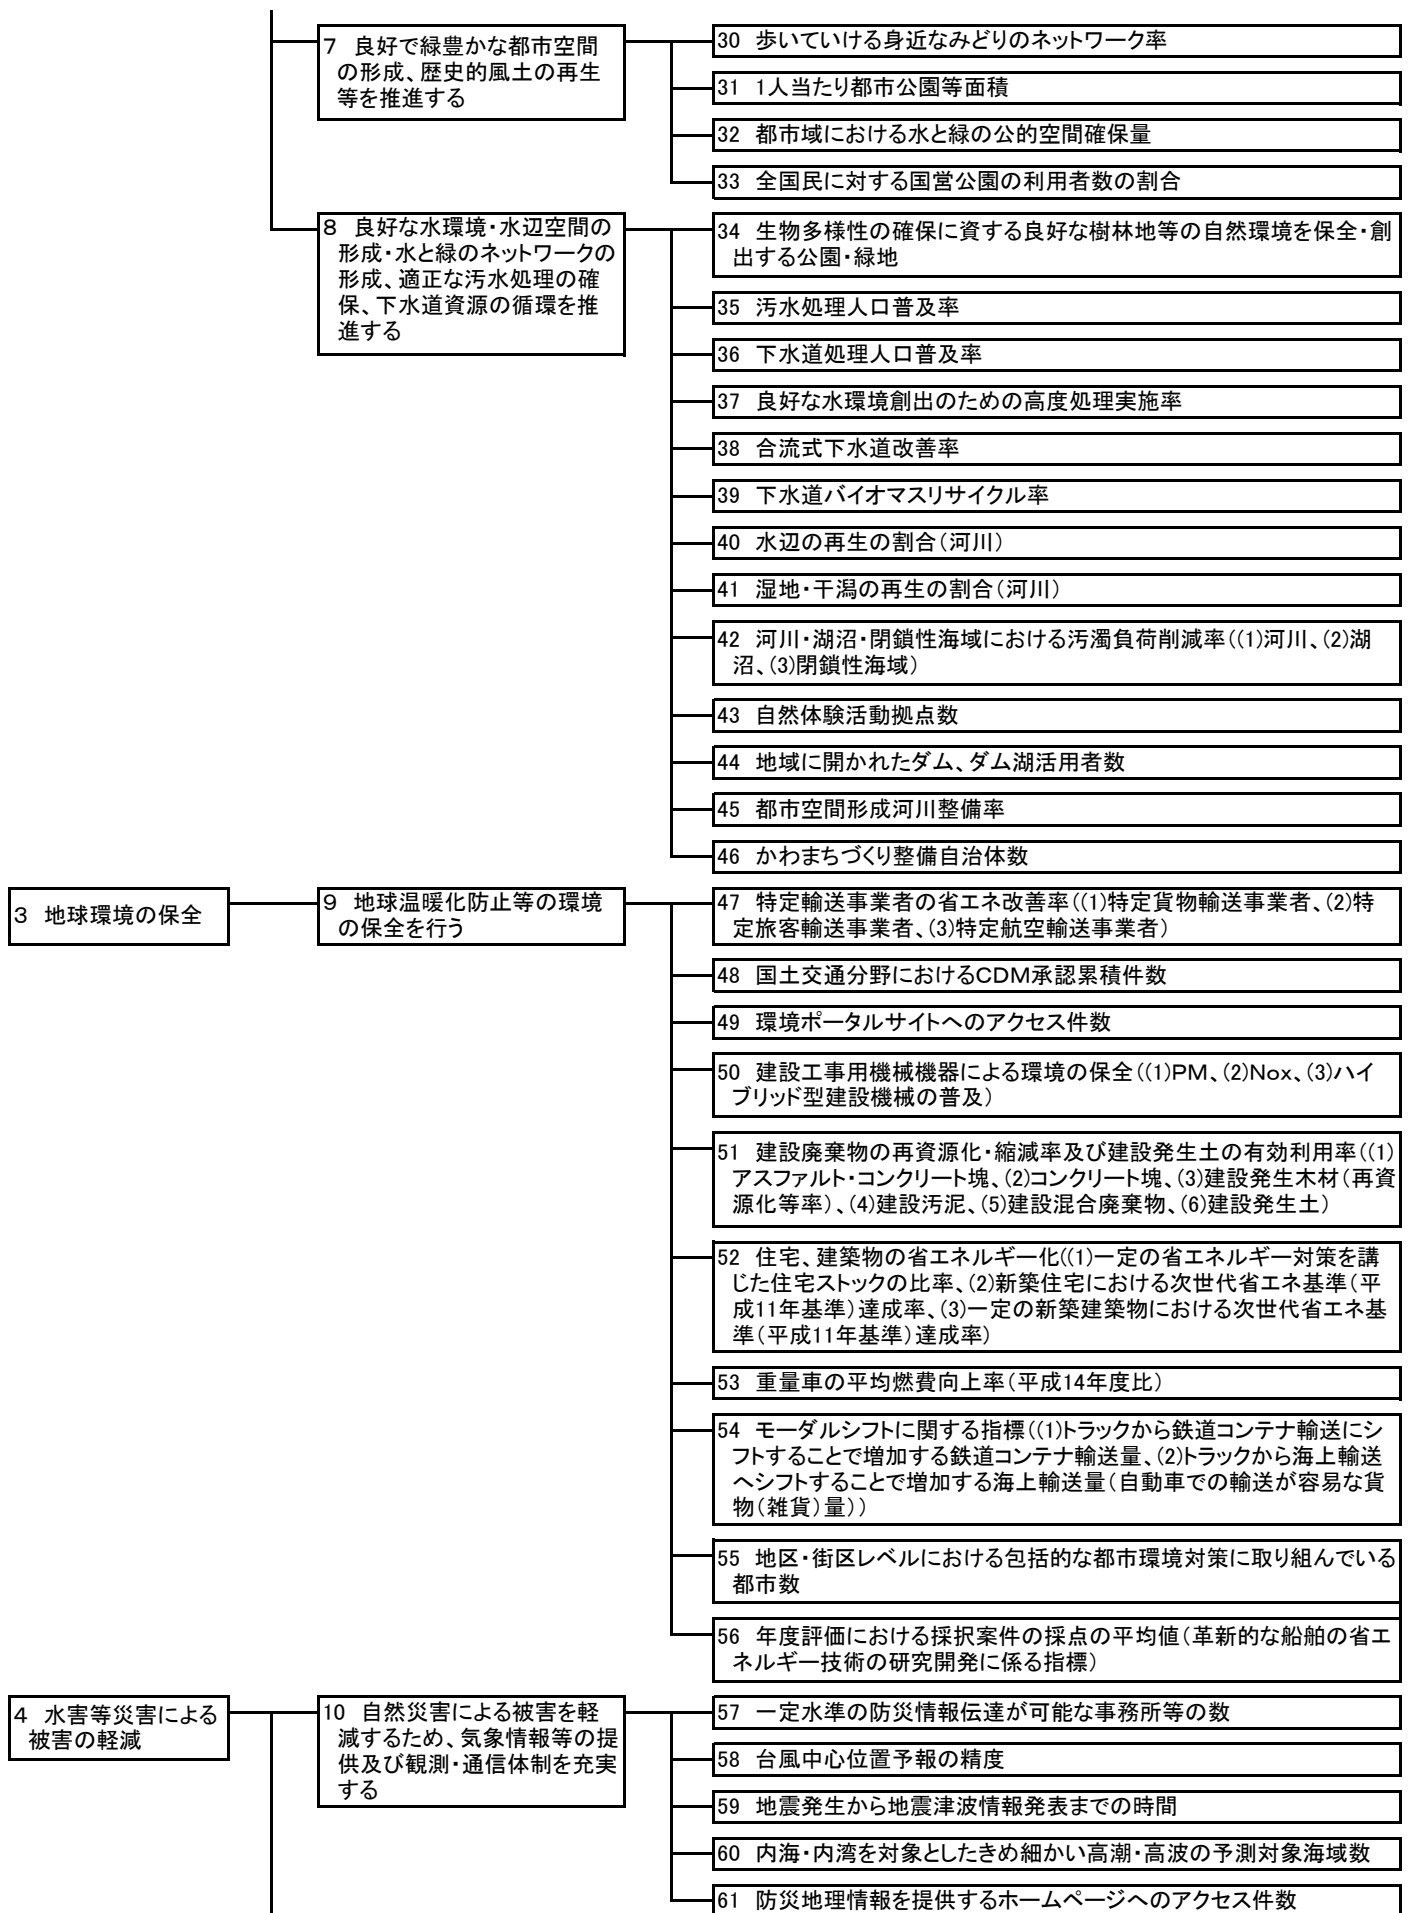 7 良好で緑豊かな都市空間
の形成、歴史的風土の再生
等を推進する
30 歩いていける身近なみどりのネットワーク率
31 1人当たり都市公園等面積
32 都市域における水と緑の公的空間確保量
33 全国民に対する国営公園の利用者数の割合
8 良好な水環境・水辺空間の
形成・水と緑のネットワークの
形成、適正な汚水処理の確
保、下水道資源の循環を推
進する
34 生物多様性の確保に資する良好な樹林地等の自然環境を保全・創
出する公園・緑地
35 汚水処理人口普及率
36 下水道処理人口普及率
37 良好な水環境創出のための高度処理実施率
38 合流式下水道改善率
39 下水道バイオマスリサイクル率
40 水辺の再生の割合(河川)
41 湿地・干潟の再生の割合(河川)
42 河川・湖沼・閉鎖性海域における汚濁負荷削減率((1)河川、(2)湖
沼、(3)閉鎖性海域)
43 自然体験活動拠点数
44 地域に開かれたダム、ダム湖活用者数
45 都市空間形成河川整備率
46 かわまちづくり整備自治体数
3 地球環境の保全
9 地球温暖化防止等の環境
の保全を行う
47 特定輸送事業者の省エネ改善率((1)特定貨物輸送事業者、(2)特
定旅客輸送事業者、(3)特定航空輸送事業者)
48 国土交通分野におけるCDM承認累積件数
49 環境ポータルサイトへのアクセス件数
50 建設工事用機械機器による環境の保全((1)PM、(2)Nox、(3)ハイ
ブリッド型建設機械の普及)
51 建設廃棄物の再資源化・縮減率及び建設発生土の有効利用率((1)
アスファルト・コンクリート塊、(2)コンクリート塊、(3)建設発生木材(再資
源化等率)、(4)建設汚泥、(5)建設混合廃棄物、(6)建設発生土)
52 住宅、建築物の省エネルギー化((1)一定の省エネルギー対策を講
じた住宅ストックの比率、(2)新築住宅における次世代省エネ基準(平
成11年基準)達成率、(3)一定の新築建築物における次世代省エネ基
準(平成11年基準)達成率)
53 重量車の平均燃費向上率(平成14年度比)
54 モーダルシフトに関する指標((1)トラックから鉄道コンテナ輸送にシ
フトすることで増加する鉄道コンテナ輸送量、(2)トラックから海上輸送
へシフトすることで増加する海上輸送量(自動車での輸送が容易な貨
物(雑貨)量))
55 地区・街区レベルにおける包括的な都市環境対策に取り組んでいる
都市数
56 年度評価における採択案件の採点の平均値(革新的な船舶の省エ
ネルギー技術の研究開発に係る指標)
4 水害等災害による
被害の軽減
10 自然災害による被害を軽
減するため、気象情報等の提
供及び観測・通信体制を充実
する
57 一定水準の防災情報伝達が可能な事務所等の数
58 台風中心位置予報の精度
59 地震発生から地震津波情報発表までの時間
60 内海・内湾を対象としたきめ細かい高潮・高波の予測対象海域数
61 防災地理情報を提供するホームページへのアクセス件数